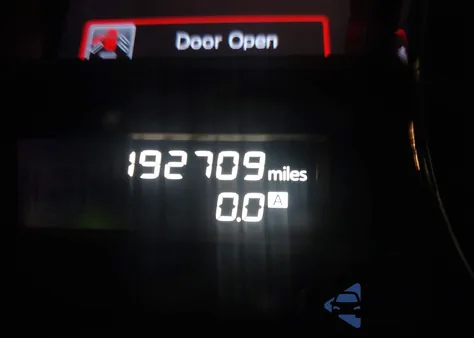 Door Open
192709 miles
0.0 A